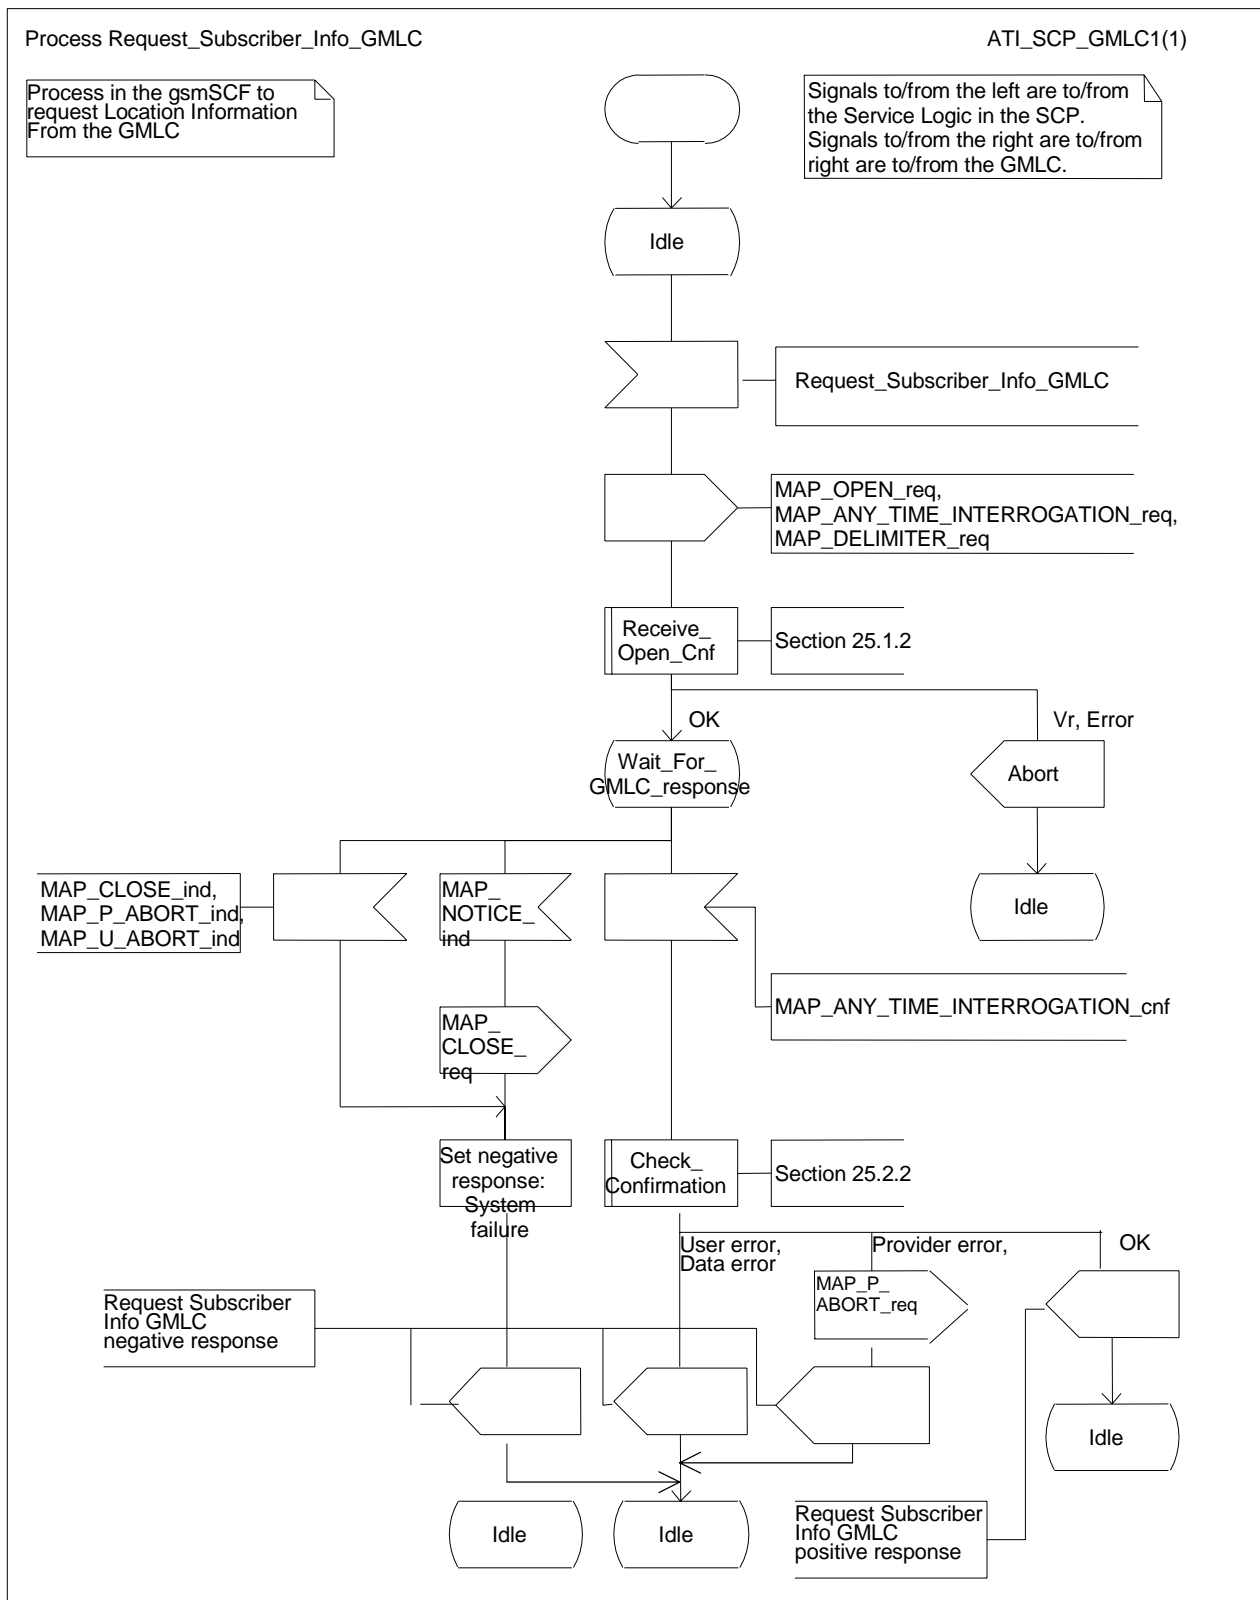 Process Request_Subscriber_Info_GMLC
ATI_SCP_GMLC1(1)
Process in the gsmSCF to
request Location Information
From the GMLC
Signals to/from the left are to/from
the Service Logic in the SCP.
Signals to/from the right are to/from
right are to/from the GMLC.
Idle
Request_Subscriber_Info_GMLC
MAP_OPEN_req,
MAP_ANY_TIME_INTERROGATION_req,
MAP_DELIMITER_req
Receive_
Open_Cnf
Section 25.1.2
OK
Vr, Error
Wait_For_
GMLC_response
Abort
MAP_CLOSE_ind,
MAP_P_ABORT_ind,
MAP_U_ABORT_ind
MAP_
NOTICE_
ind
Idle
MAP_ANY_TIME_INTERROGATION_cnf
MAP_
CLOSE_
req
Set negative
response:
System
failure
Check_
Confirmation
Section 25.2.2
User error,
Data error
Provider error,
OK
MAP_P_
ABORT_req
Request Subscriber
Info GMLC
negative response
Idle
Idle
Idle
Request Subscriber
Info GMLC
positive response